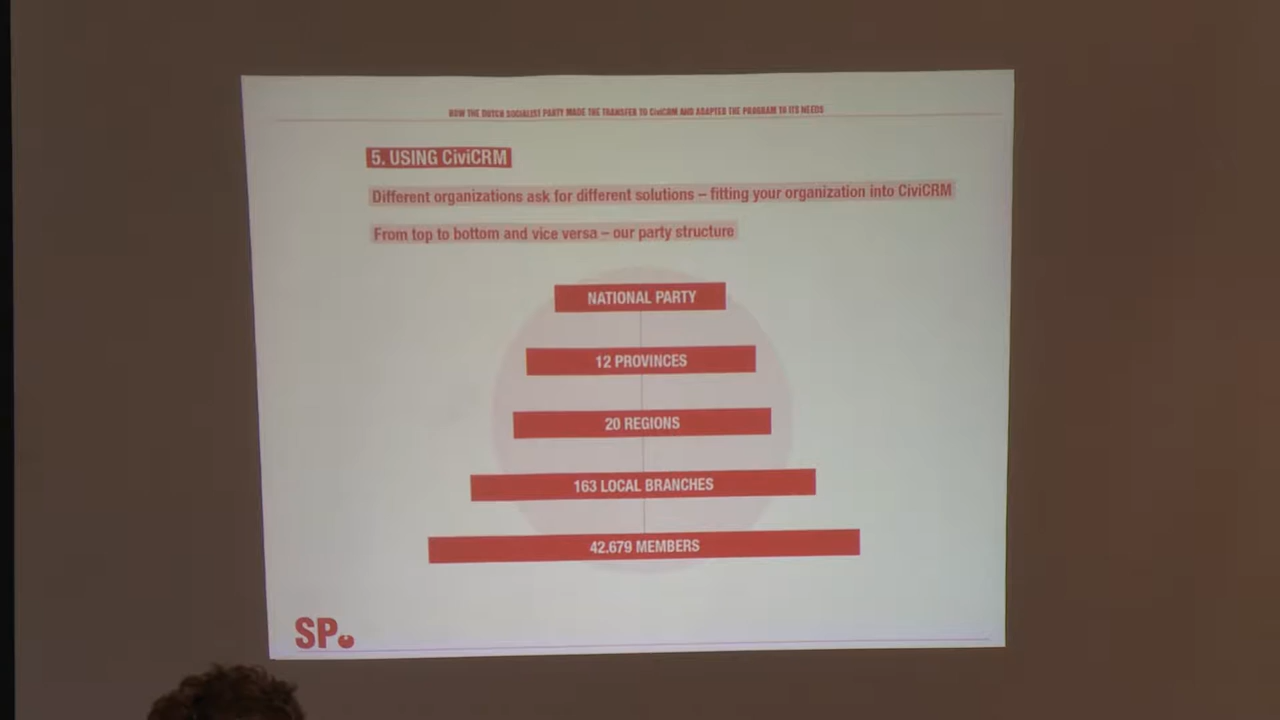 HOW THE DUTCH SOCIALIST PARTY MADE THE TRANSFER TO CiviCRM AND ADAPTED THE PROGRAM TO ITS NEEDS
5. USING CiviCRM
Different organizations ask for different solutions – fitting your organization into CiviCRM
From top to bottom and vice versa – our party structure
NATIONAL PARTY
12 PROVINCES
20 REGIONS
163 LOCAL BRANCHES
42.679 MEMBERS
SP.